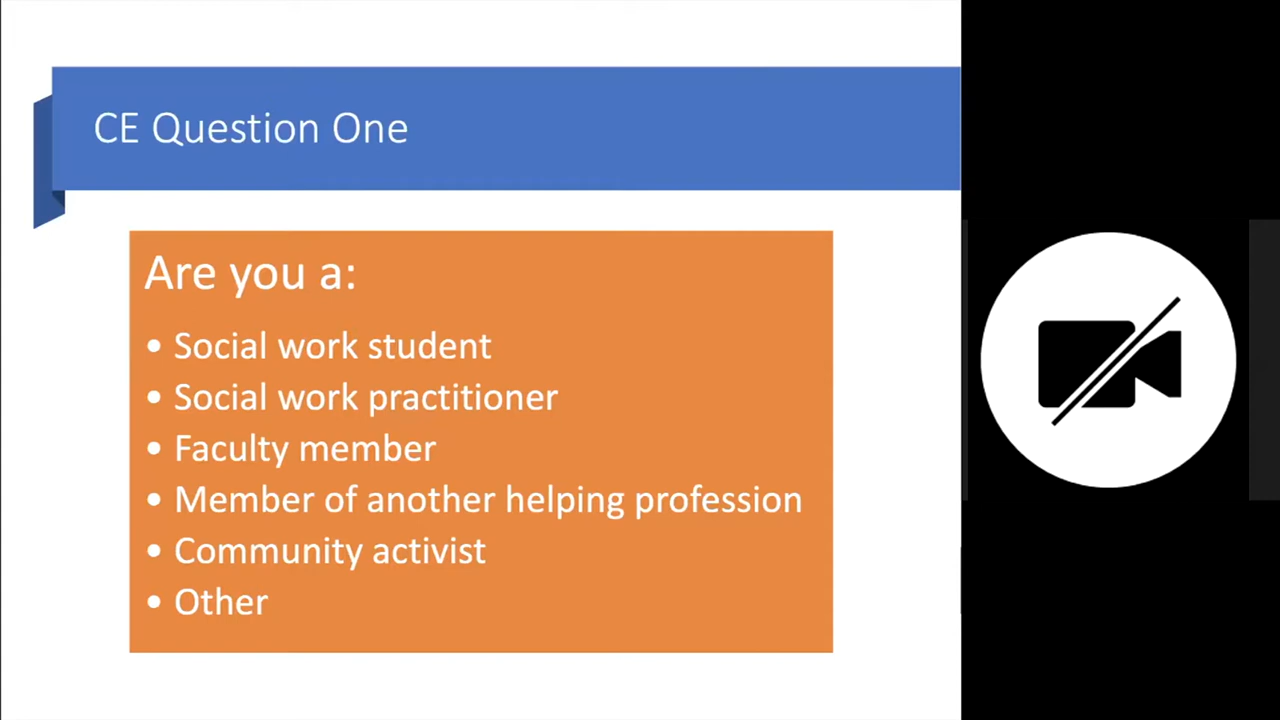 CE Question One
Are you a:
• Social work student
• Social work practitioner
• Faculty member
• Member of another helping profession
• Community activist
• Other